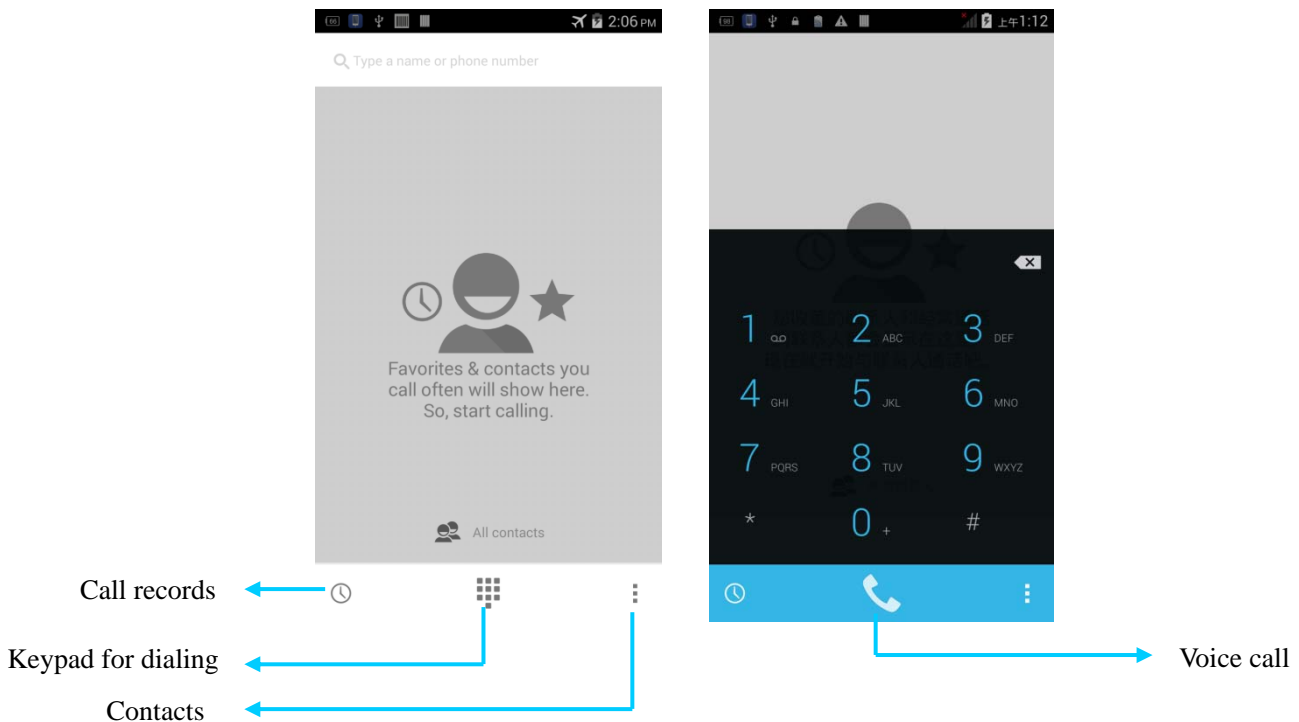 2:06 PM
Type a name or phone number
Favorites & contacts you
call often will show here.
So, start calling.
All contacts
上午1:12
1
2 ABC
3 DEF
4 GHI
5 JKL
6 MNO
7 PQRS
8 TUV
9 WXYZ
*
0 +
#
Call records
Keypad for dialing
Contacts
Voice call